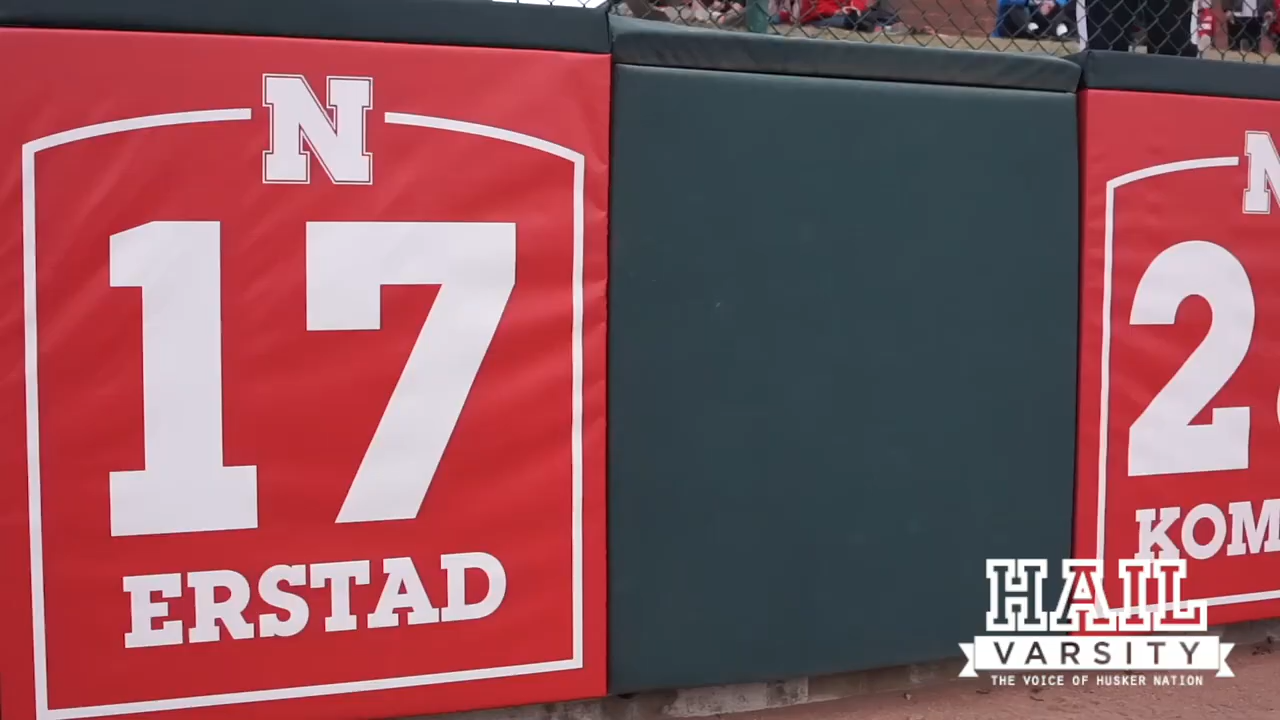 N
17
ERSTAD
N
2
KOM
HAIL
VARSITY
THE VOICE OF HUSKER NATION